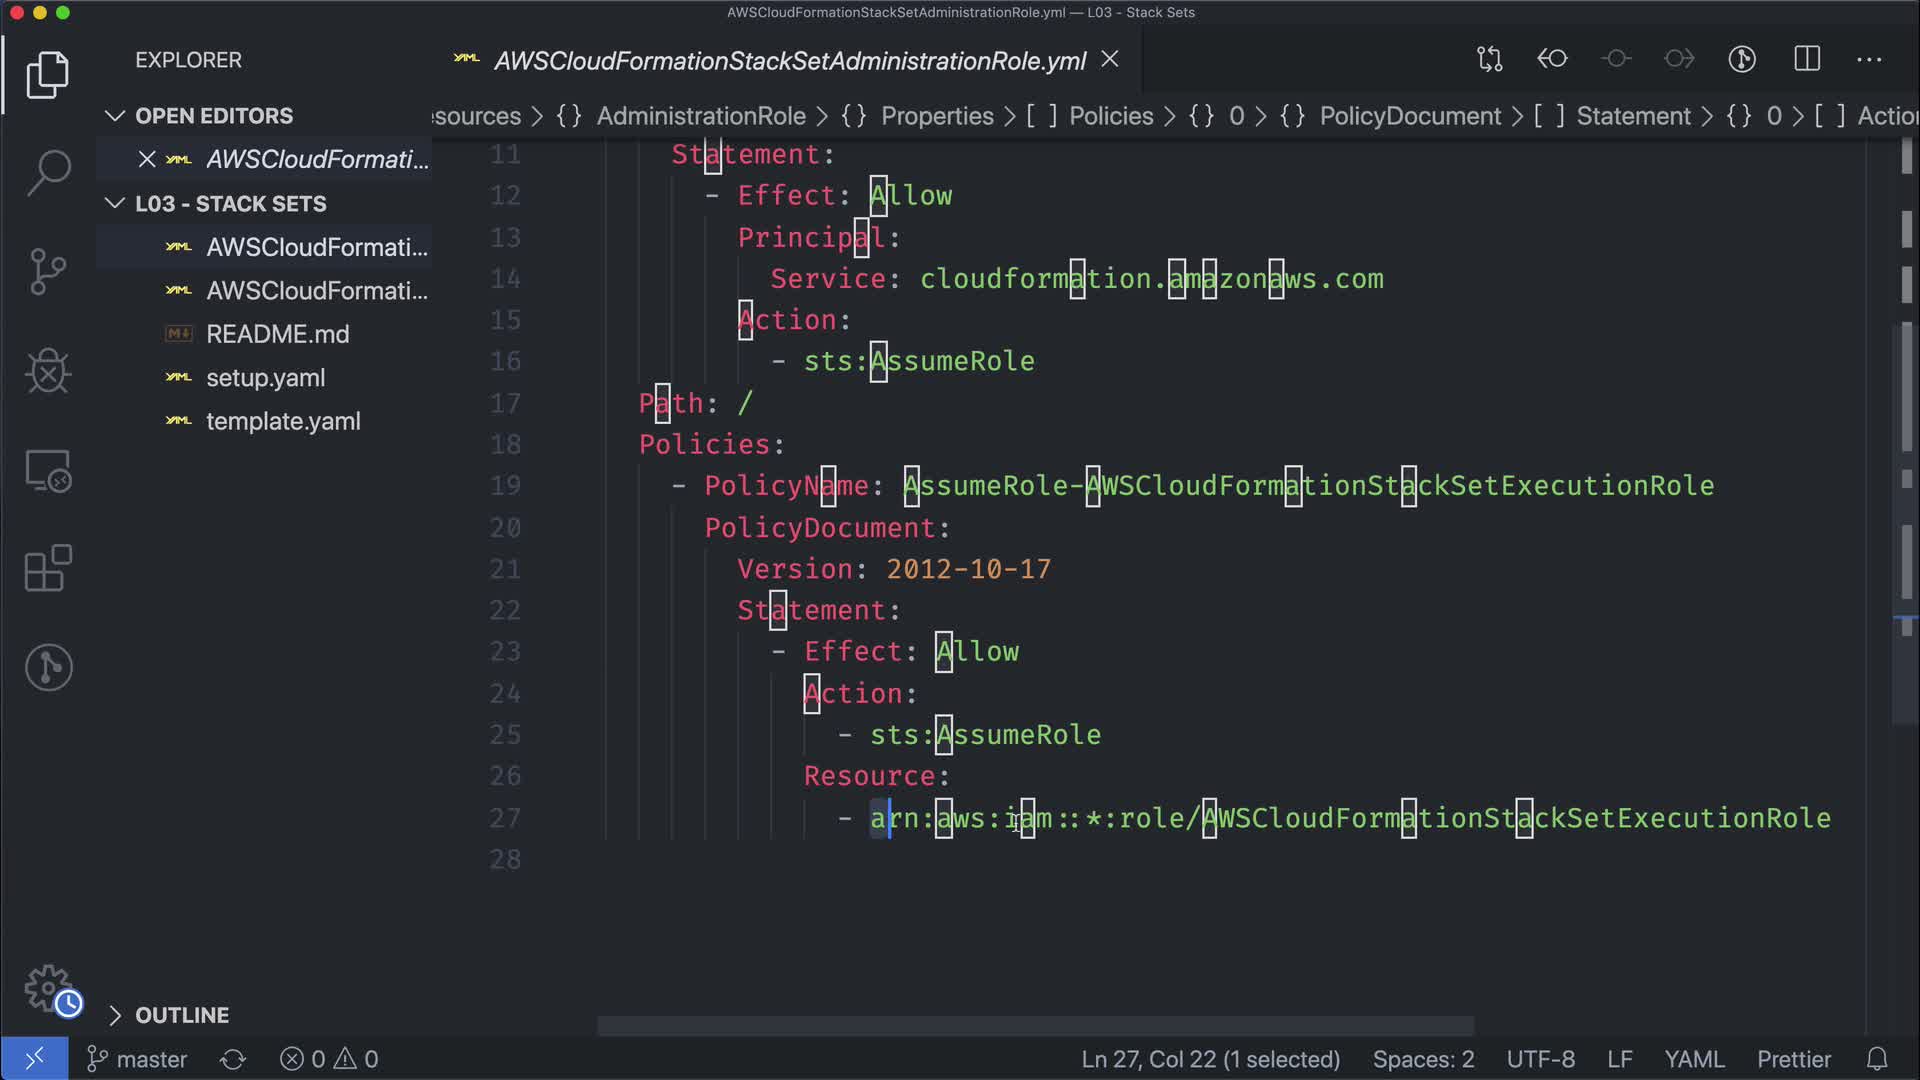 AWSCloudFormationStackSetAdministrationRole.yml — L03 - Stack Sets
EXPLORER
AWSCloudFormationStackSetAdministrationRole.yml
OPEN EDITORS
esources > {} AdministrationRole > {} Properties > [ ] Policies > {} 0 > {} PolicyDocument > [ ] Statement > {} 0 > [ ] Action
AWSCloudFormati...
L03 - STACK SETS
AWSCloudFormati...
AWSCloudFormati...
README.md
setup.yaml
template.yaml
11 Statement:
12 - Effect: Allow
13 Principal:
14 Service: cloudformation.amazonaws.com
15 Action:
16 - sts:AssumeRole
17 Path: /
18 Policies:
19 - PolicyName: AssumeRole-AWSCloudFormationStackSetExecutionRole
20 PolicyDocument:
21 Version: 2012-10-17
22 Statement:
23 - Effect: Allow
24 Action:
25 - sts:AssumeRole
26 Resource:
27 - arn:aws:iam::*:role/AWSCloudFormationStackSetExecutionRole
28
OUTLINE
master 0 0 Ln 27, Col 22 (1 selected) Spaces: 2 UTF-8 LF YAML Prettier